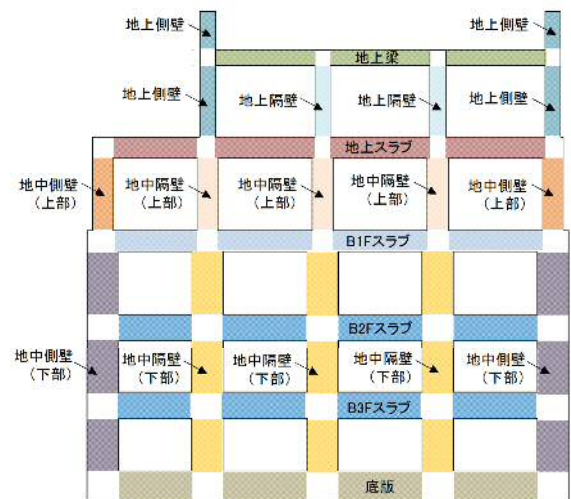 地上側壁
地上側壁
地上梁
地上側壁
地上隔壁
地上隔壁
地上側壁
地上スラブ
地中側壁
(上部)
地中隔壁
(上部)
地中隔壁
(上部)
地中隔壁
(上部)
地中側壁
(上部)
B1Fスラブ
B2Fスラブ
地中側壁
(下部)
地中隔壁
(下部)
地中隔壁
(下部)
地中隔壁
(下部)
地中側壁
(下部)
B3Fスラブ
底版